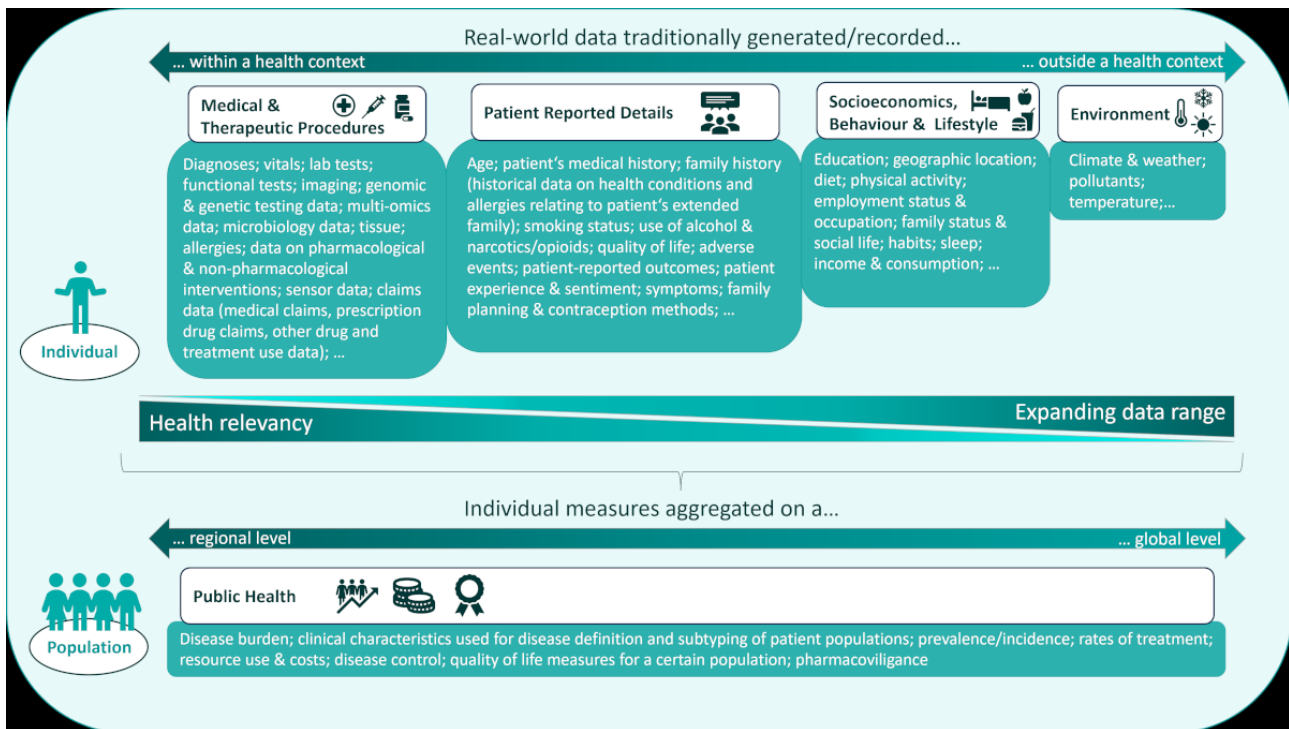 Real-world data traditionally generated/recorded...
... within a health context
... outside a health context
Medical &
Therapeutic Procedures
Diagnoses; vitals; lab tests;
functional tests; imaging; genomic
& genetic testing data; multi-omics
data; microbiology data; tissue;
allergies; data on pharmacological
& non-pharmacological
interventions; sensor data; claims
data (medical claims, prescription
drug claims, other drug and
treatment use data); ...
Patient Reported Details
Age; patient's medical history; family history
(historical data on health conditions and
allergies relating to patient's extended
family); smoking status; use of alcohol &
narcotics/opioids; quality of life; adverse
events; patient-reported outcomes; patient
experience & sentiment; symptoms; family
planning & contraception methods; ...
Socioeconomics,
Behaviour & Lifestyle
Education; geographic location;
diet; physical activity;
employment status &
occupation; family status &
social life; habits; sleep;
income & consumption; ...
Environment
Climate & weather;
pollutants;
temperature;...
Individual
Health relevancy
Expanding data range
Individual measures aggregated on a...
... regional level
... global level
Public Health
Population
Disease burden; clinical characteristics used for disease definition and subtyping of patient populations; prevalence/incidence; rates of treatment;
resource use & costs; disease control; quality of life measures for a certain population; pharmacoviligance